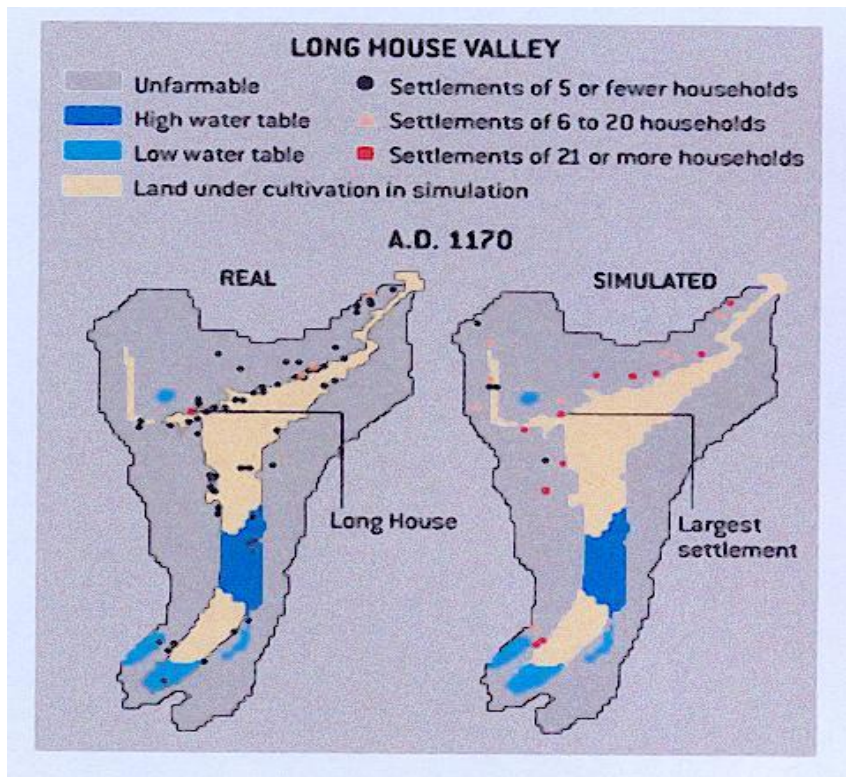 LONG HOUSE VALLEY
Unfarmable
High water table
Low water table
Land under cultivation in simulation
Settlements of 5 or fewer households
Settlements of 6 to 20 households
Settlements of 21 or more households
A.D. 1170
REAL
SIMULATED
Long House
Largest
settlement